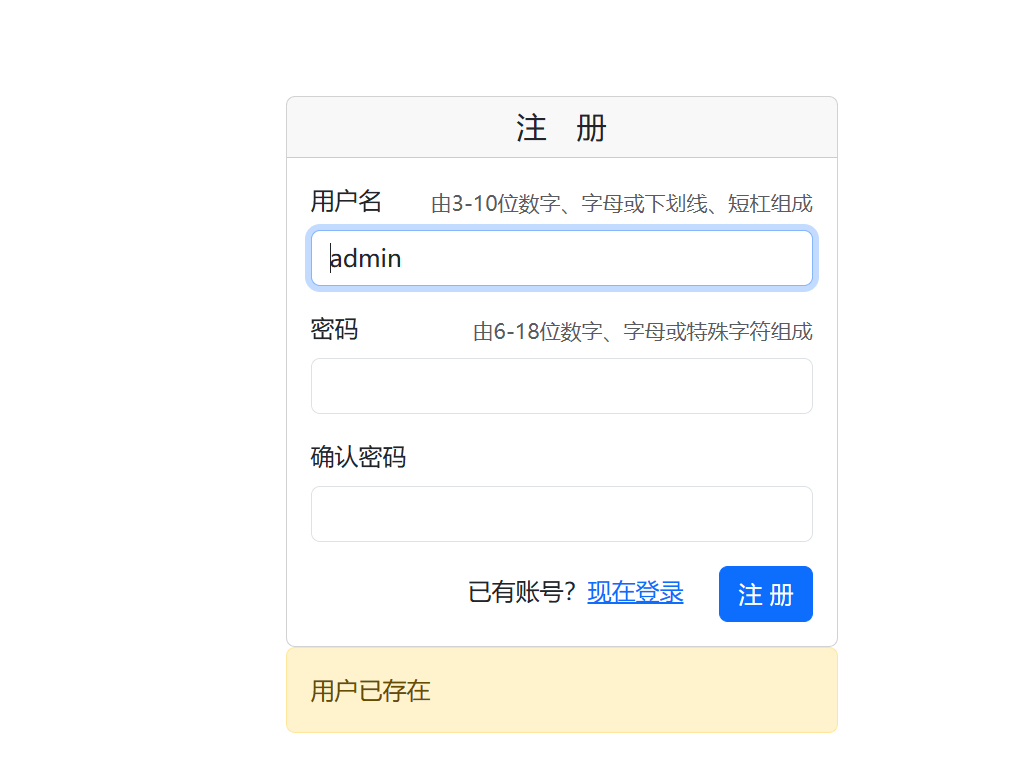 注 册
用户名 由3-10位数字、字母或下划线、短杠组成
admin
密码 由6-18位数字、字母或特殊字符组成
确认密码
已有账号？现在登录 注 册
用户已存在